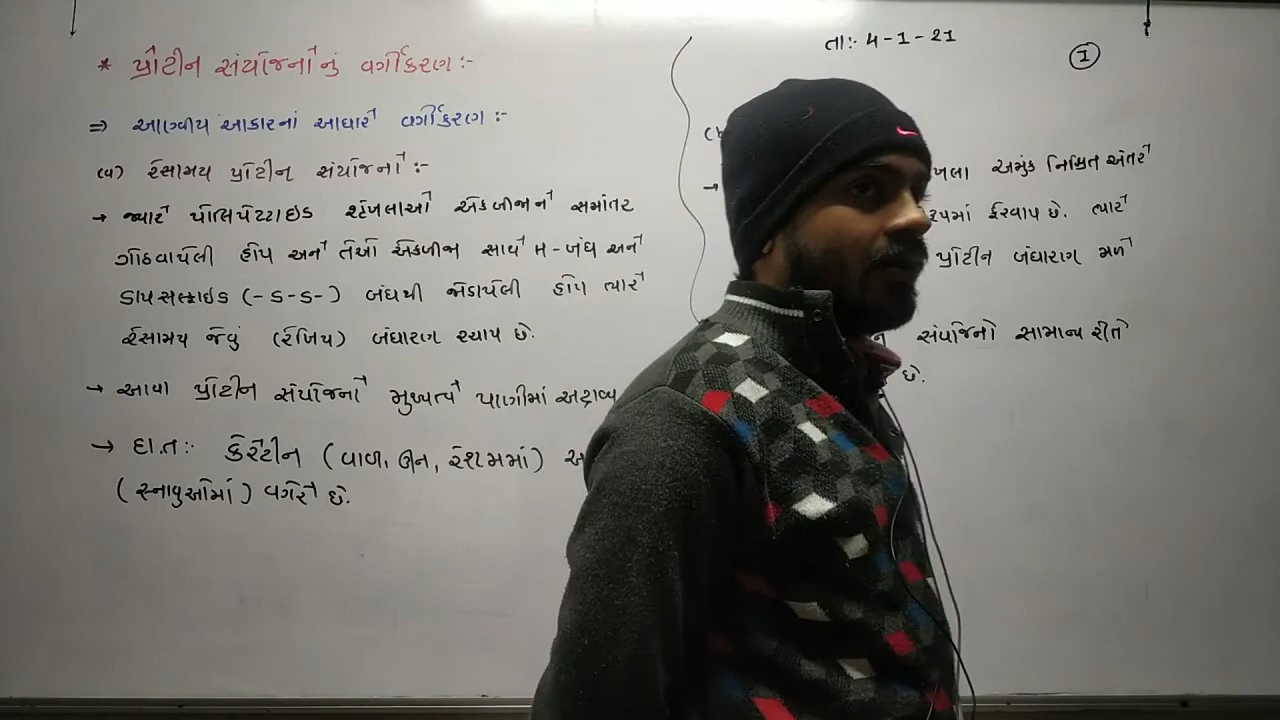 * પ્રોટીન સંયોજનોનું વર્ગીકરણ :-
⇒ આણ્વીય આકારનાં આધારે વર્ગીકરણ :-
(a) રેસામય પ્રોટીન સંયોજનો :-
→ જ્યારે પોલિપેપ્ટાઇડ શૃંખલાઓ એકબીજાને સમાંતર
ગોઠવાયેલી હોય અને તેઓ એકબીજા સાથે H-બંધ અને
ડાયસલ્ફાઇડ (-S-S-) બંધથી જોડાયેલી હોય ત્યારે
રેસામય જેવું (રેખિય) બંધારણ રચાય છે.
→ આવા પ્રોટીન સંયોજનો મુખ્યત્વે પાણીમાં અદ્રાવ્ય
→ દા.ત:- કેરેટીન (વાળ, ઊન, રેશમમાં) અ
(સ્નાયુઓમાં) વગેરે છે.
તા:- 4-1-21
1
(b
→ ખલા અમુક નિશ્ચિત અંતરે
રૂપમાં ફેરવાય છે. ત્યારે
પ્રોટીન બંધારણ મળે
ન સંયોજનો સામાન્ય રીતે
છે.